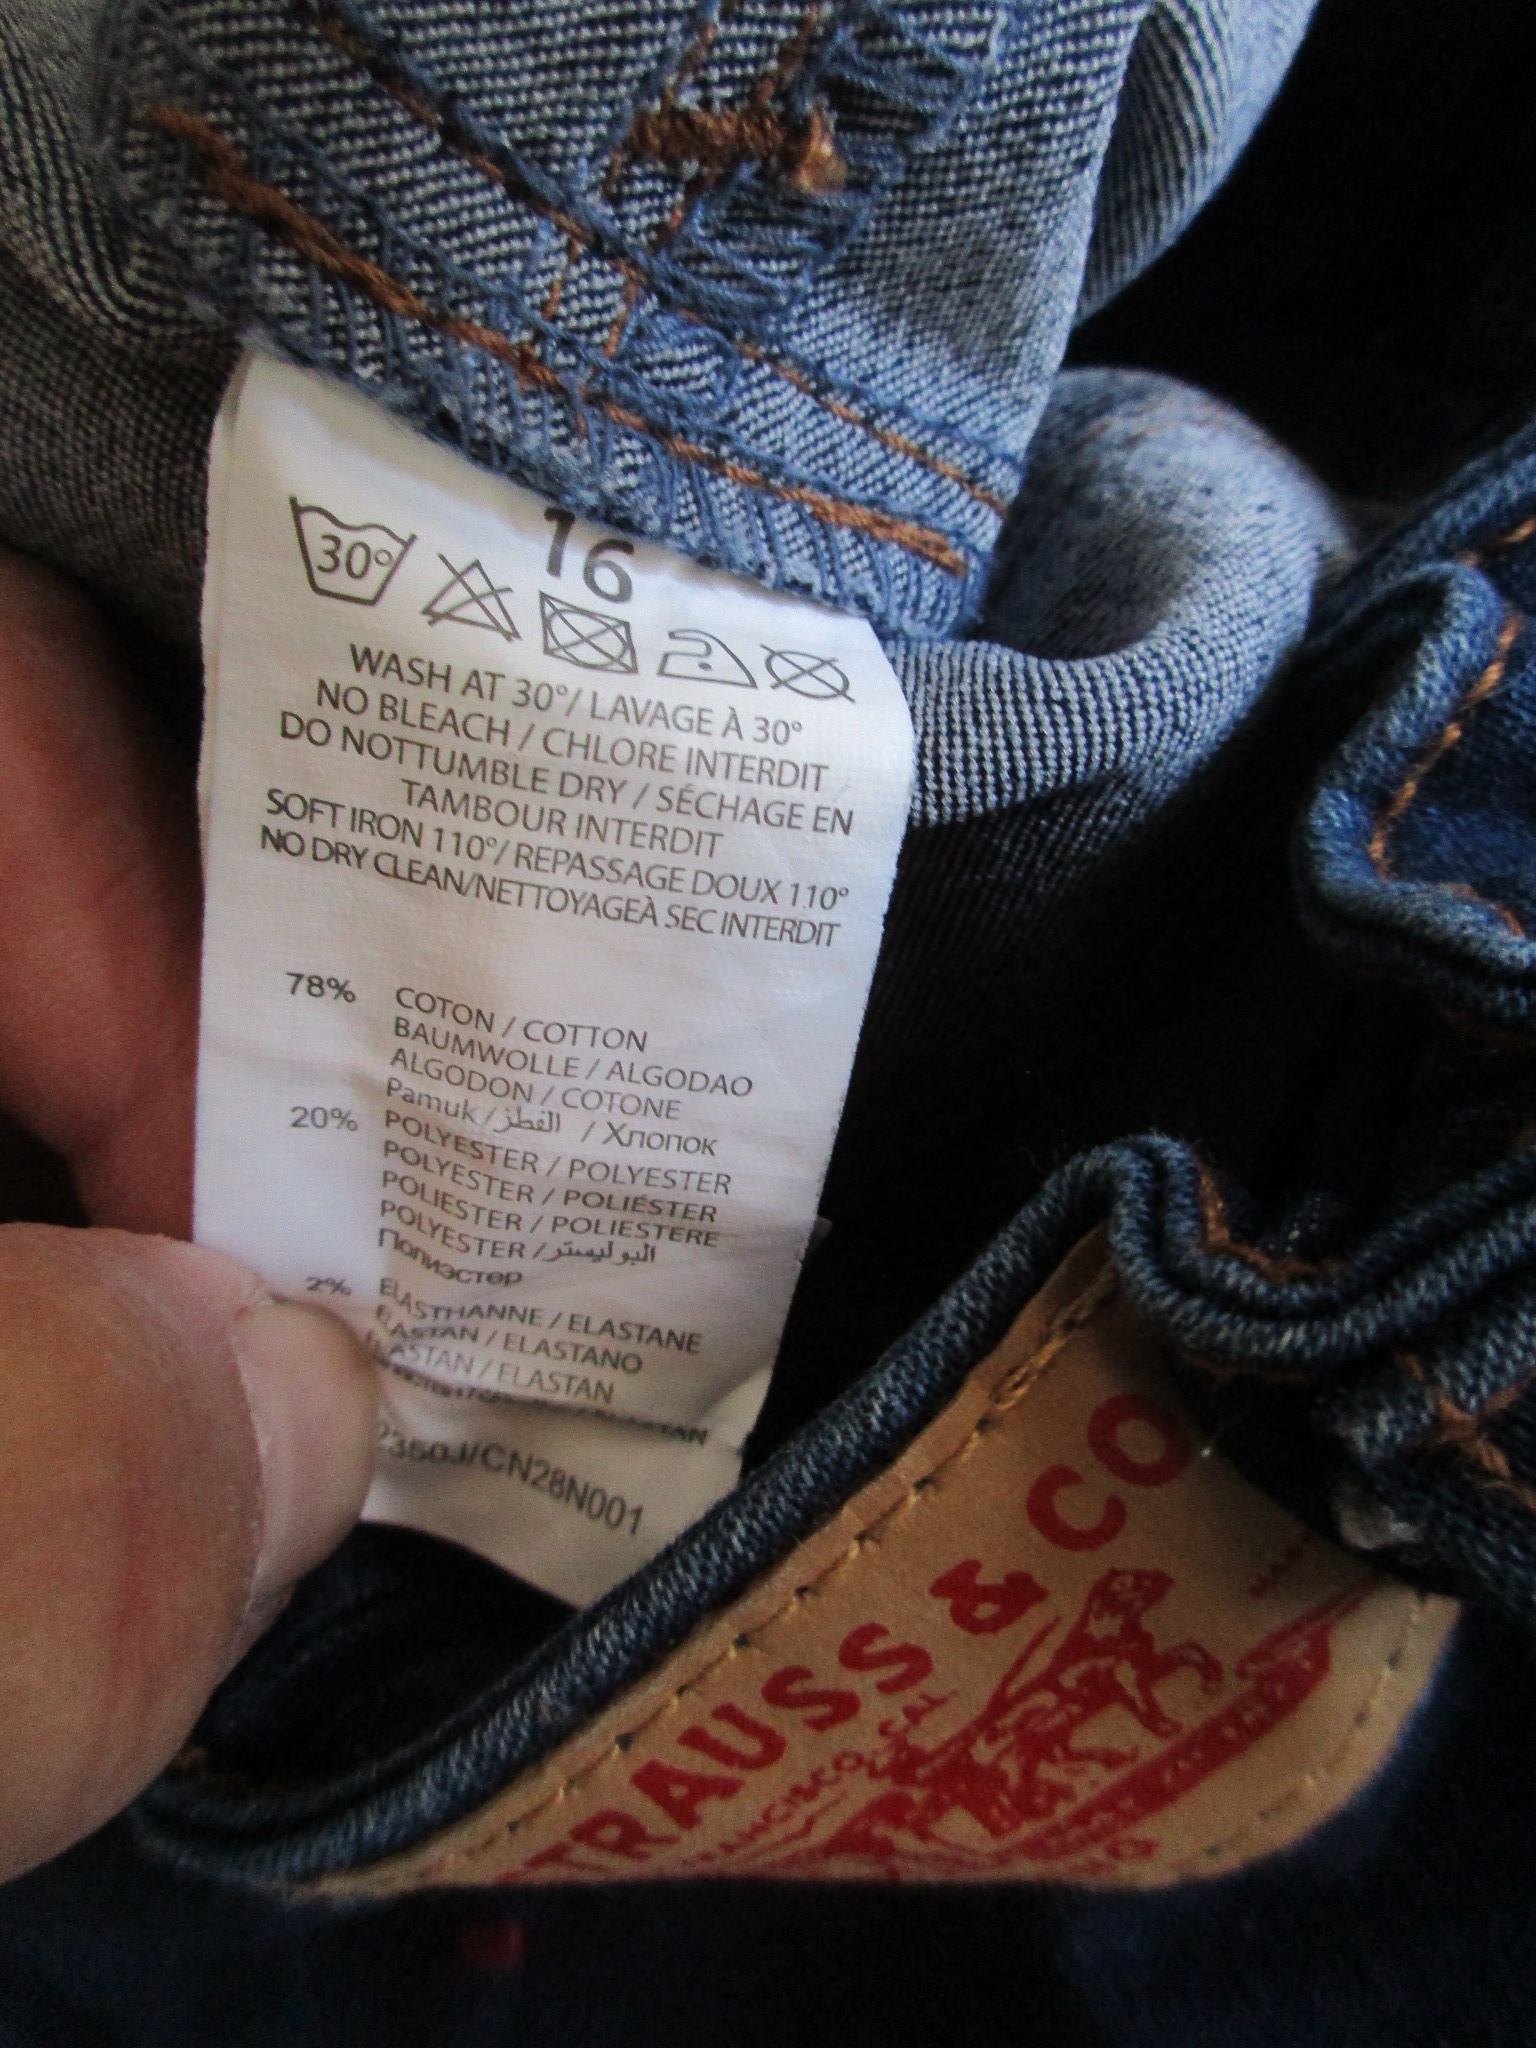 16
30°
WASH AT 30°/ LAVAGE À 30°
NO BLEACH / CHLORE INTERDIT
DO NOTTUMBLE DRY / SÉCHAGE EN
TAMBOUR INTERDIT
SOFT IRON 110°/ REPASSAGE DOUX 110°
NO DRY CLEAN/NETTOYAGEÀ SEC INTERDIT
78% COTON / COTTON
BAUMWOLLE / ALGODAO
ALGODON / COTONE
Pamuk / القطز / Хлопок
20% POLYESTER / POLYESTER
POLYESTER / POLIÉSTER
POLIESTER / POLIESTERE
POLYESTER / البوليستر
Полиэстер
2% ELASTHANNE / ELASTANE
ELASTAN / ELASTANO
ELASTAN / ELASTAN
2350J/CN28N001
TRAUSS & CO